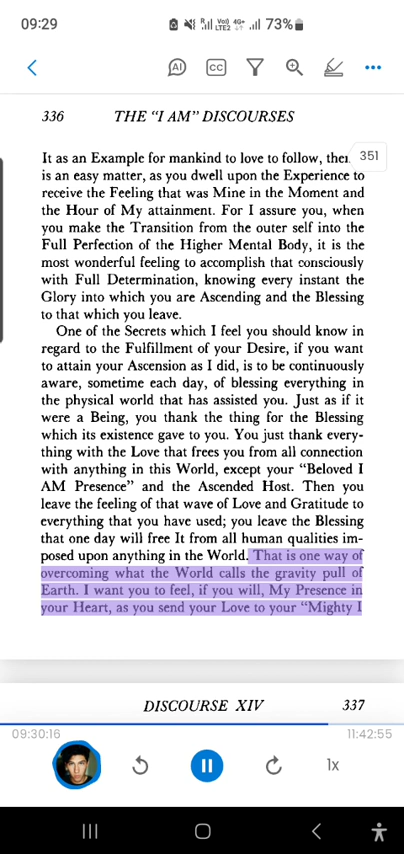 09:29
Vo) 4G+
R LTE2 73%
AI CC
336 THE “I AM” DISCOURSES
351
It as an Example for mankind to love to follow,
is an easy matter, as you dwell upon the Experience to
receive the Feeling that was Mine in the Moment and
the Hour of My attainment. For I assure you, when
you make the Transition from the outer self into the
Full Perfection of the Higher Mental Body, it is the
most wonderful feeling to accomplish that consciously
with Full Determination, knowing every instant the
Glory into which you are Ascending and the Blessing
to that which you leave.
One of the Secrets which I feel you should know in
regard to the Fulfillment of your Desire, if you want
to attain your Ascension as I did, is to be continuously
aware, sometime each day, of blessing everything in
the physical world that has assisted you. Just as if it
were a Being, you thank the thing for the Blessing
which its existence gave to you. You just thank every-
thing with the Love that frees you from all connection
with anything in this World, except your “Beloved I
AM Presence” and the Ascended Host. Then you
leave the feeling of that wave of Love and Gratitude to
everything that you have used; you leave the Blessing
that one day will free It from all human qualities im-
posed upon anything in the World. That is one way of
overcoming what the World calls the gravity pull of
Earth. I want you to feel, if you will, My Presence in
your Heart, as you send your Love to your “Mighty I
DISCOURSE XIV 337
09:30:16 11:42:55
1x